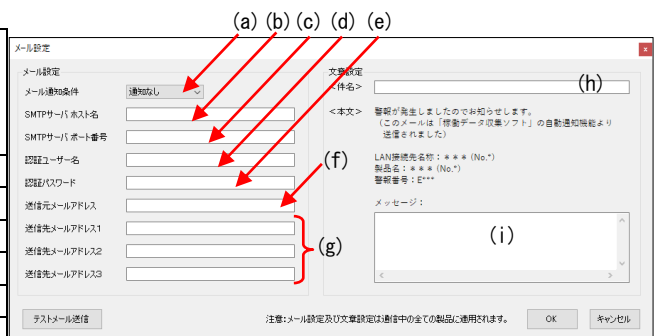 (a) (b) (c) (d) (e)
メール設定
x
メール設定
メール通知条件
通知なし
SMTPサーバ ホスト名
SMTPサーバ ポート番号
認証ユーザー名
認証パスワード
送信元メールアドレス
(f)
送信先メールアドレス1
送信先メールアドレス2
送信先メールアドレス3
(g)
文章設定
<件名>
(h)
<本文>
警報が発生しましたのでお知らせします。
(このメールは「稼働データ収集ソフト」の自動通知機能より
送信されました)
LAN接続先名称：＊＊＊ (No.*)
製品名：＊＊＊ (No.*)
警報番号：E***
メッセージ：
(i)
テストメール送信
注意：メール設定及び文章設定は通信中の全ての製品に適用されます。
OK
キャンセル